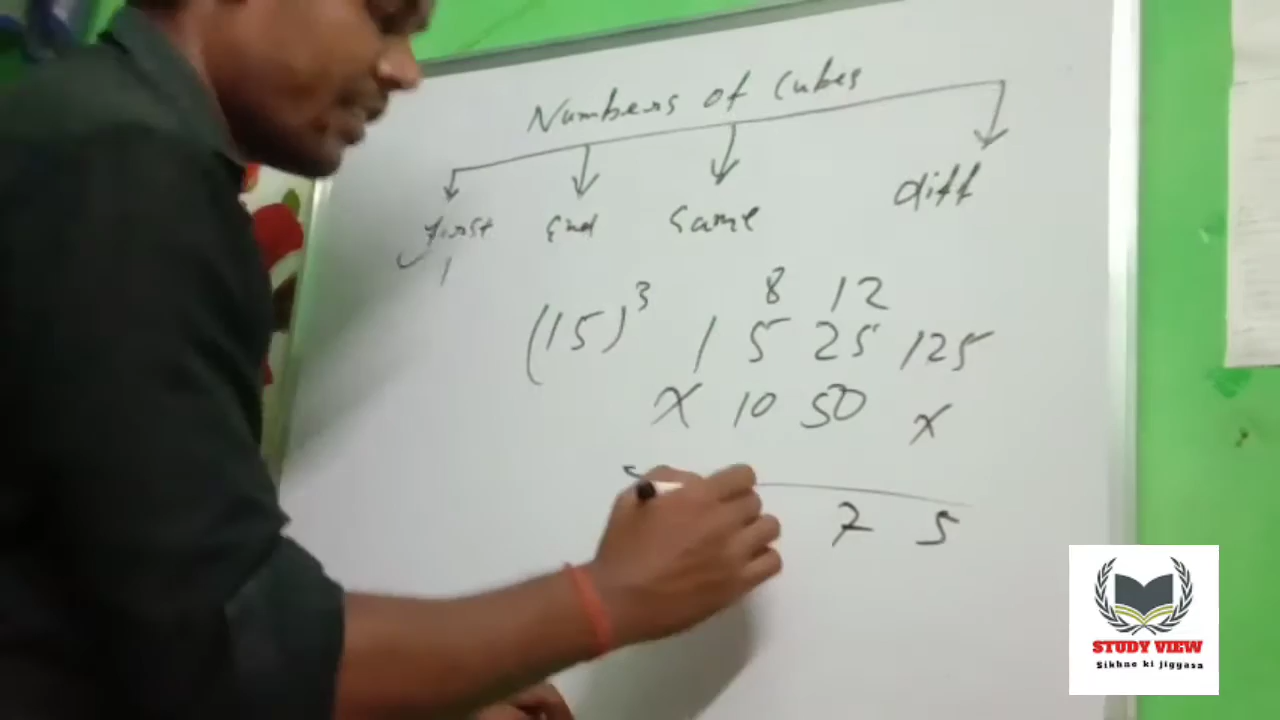 Numbers of Cubes
first End Same diff
1
8 12
(15)³ 1 5 25 125
X 10 50 X
7 5
STUDY VIEW
Sikhne ki jigyasa